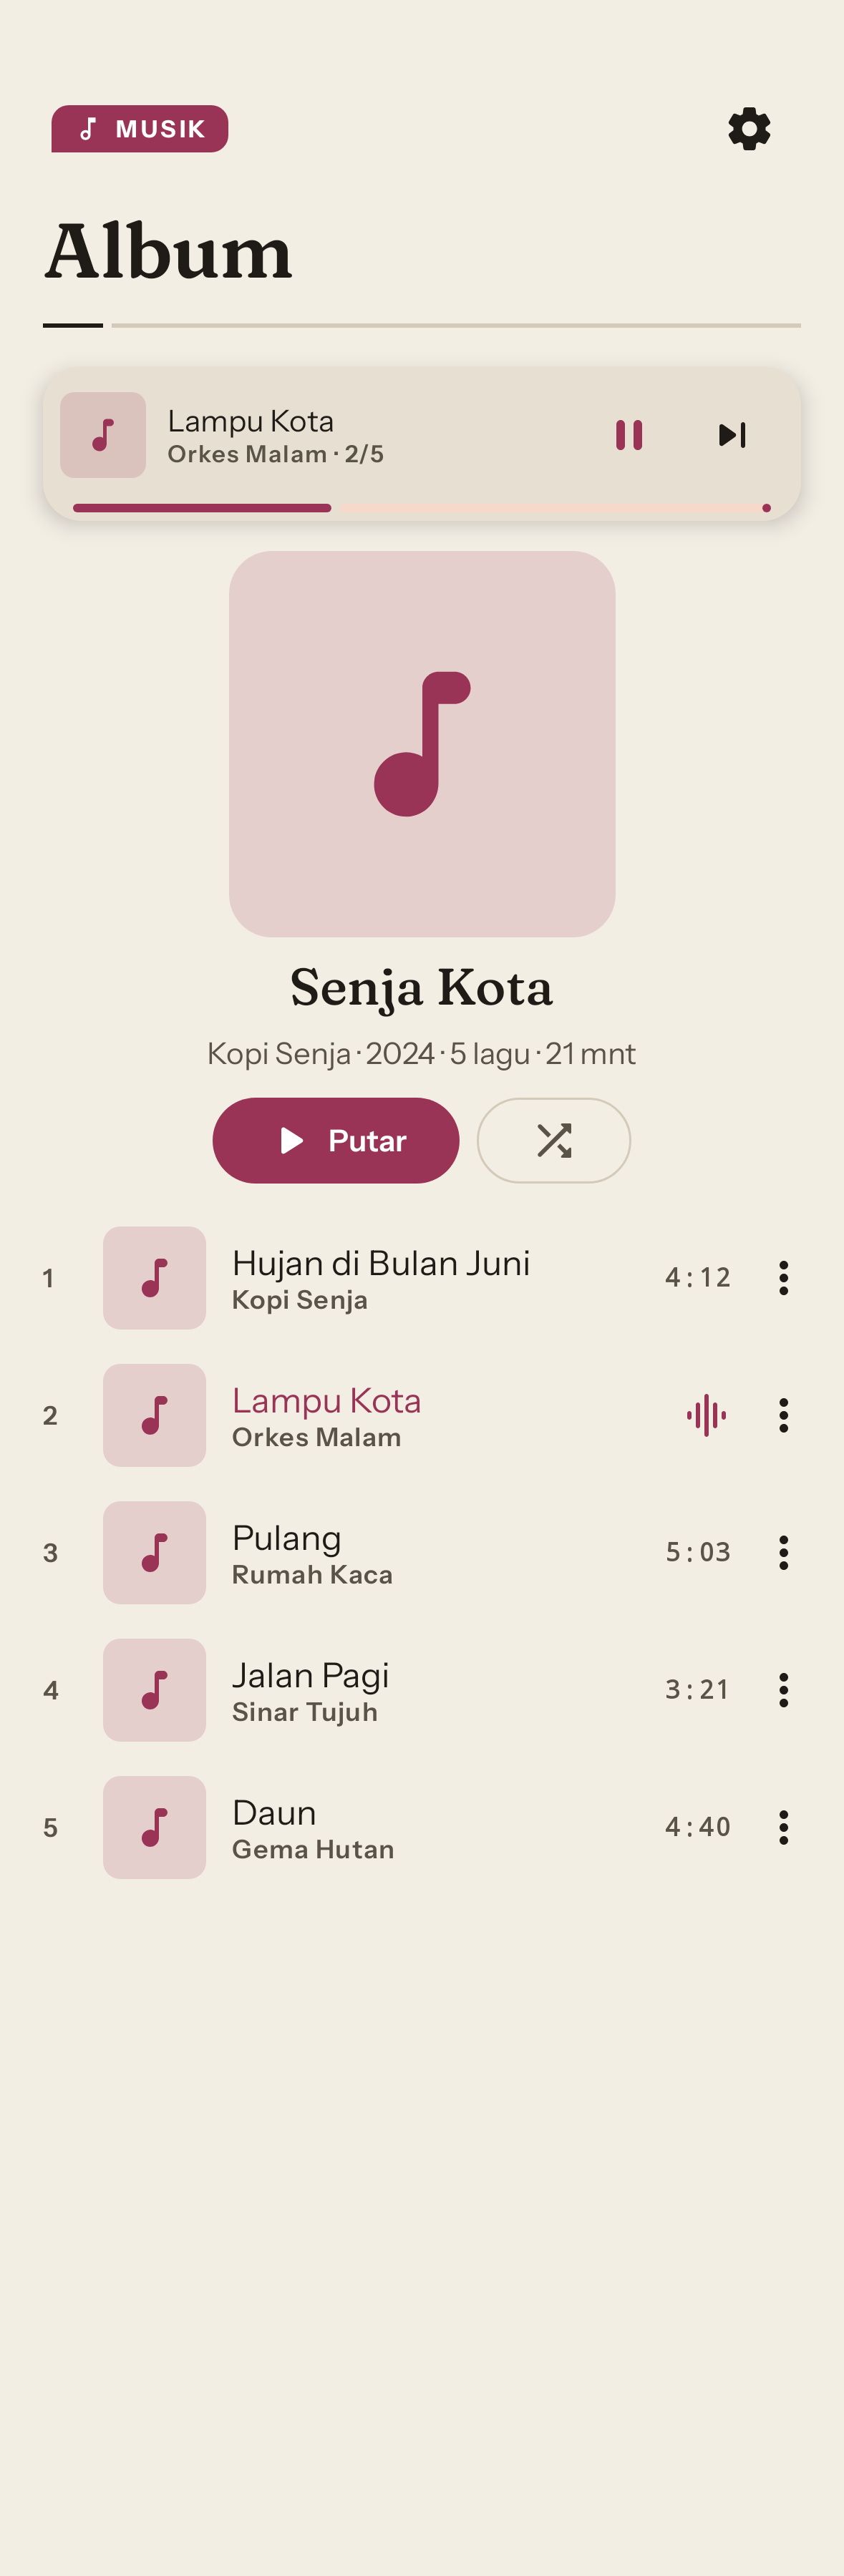 MUSIK
Album
Lampu Kota
Orkes Malam · 2/5
Senja Kota
Kopi Senja · 2024 · 5 lagu · 21 mnt
Putar
1
Hujan di Bulan Juni
Kopi Senja
4:12
2
Lampu Kota
Orkes Malam
3
Pulang
Rumah Kaca
5:03
4
Jalan Pagi
Sinar Tujuh
3:21
5
Daun
Gema Hutan
4:40